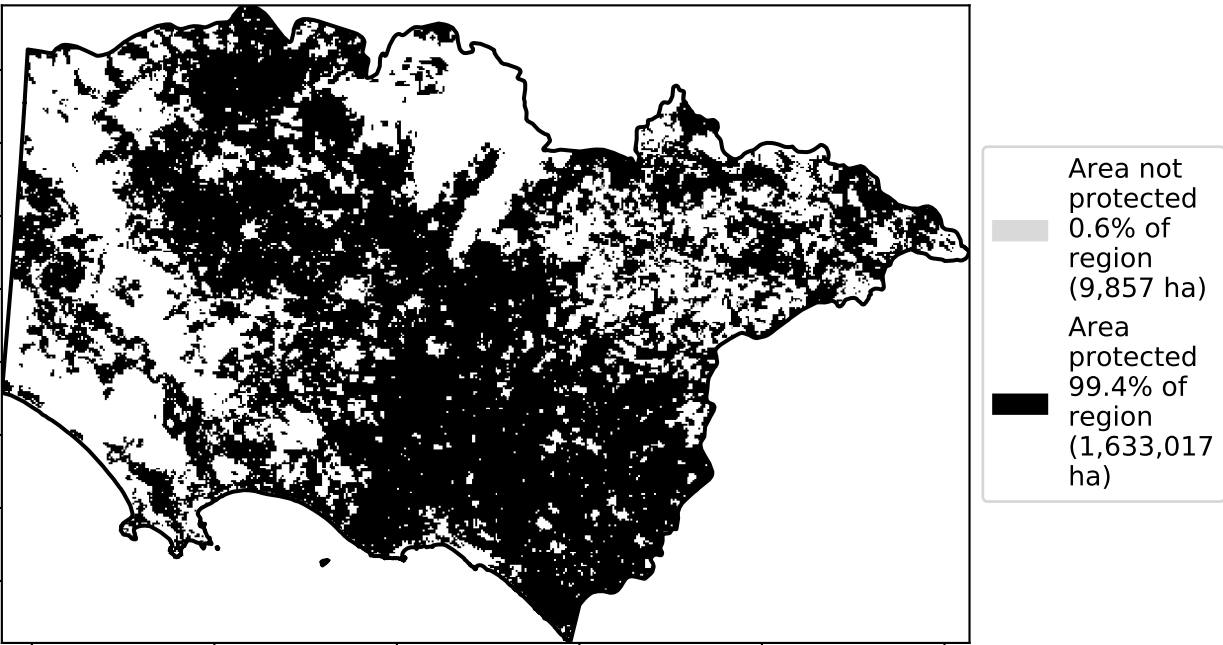 Area not
protected
0.6% of
region
(9,857 ha)
Area
protected
99.4% of
region
(1,633,017
ha)